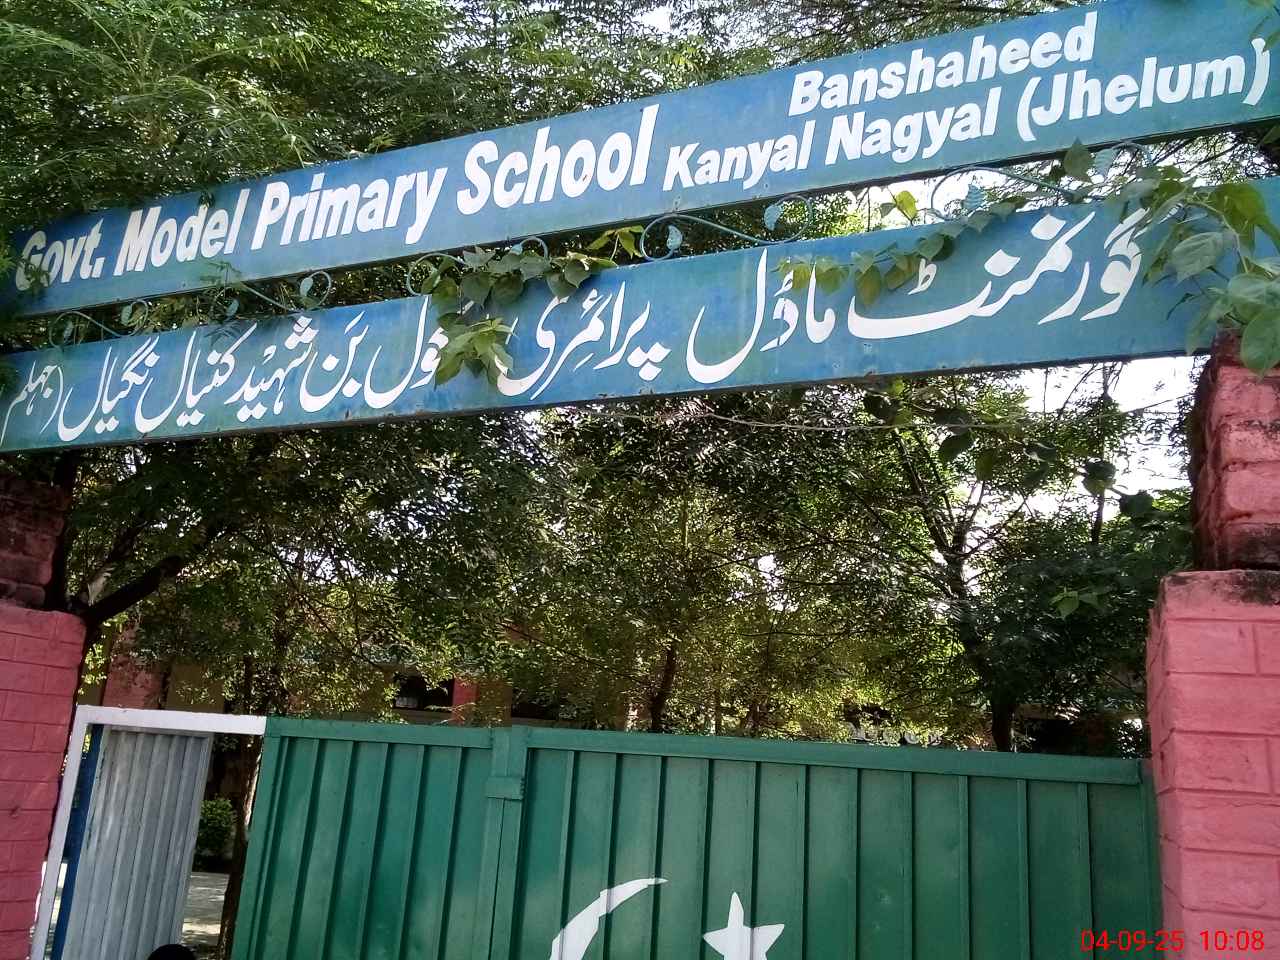 Govt. Model Primary School Banshaheed
Kanyal Nagyal (Jhelum)
گورنمنٹ ماڈل پرائمری بَن شہید کنیال نگیال (جہلم
04-09-25 10:08